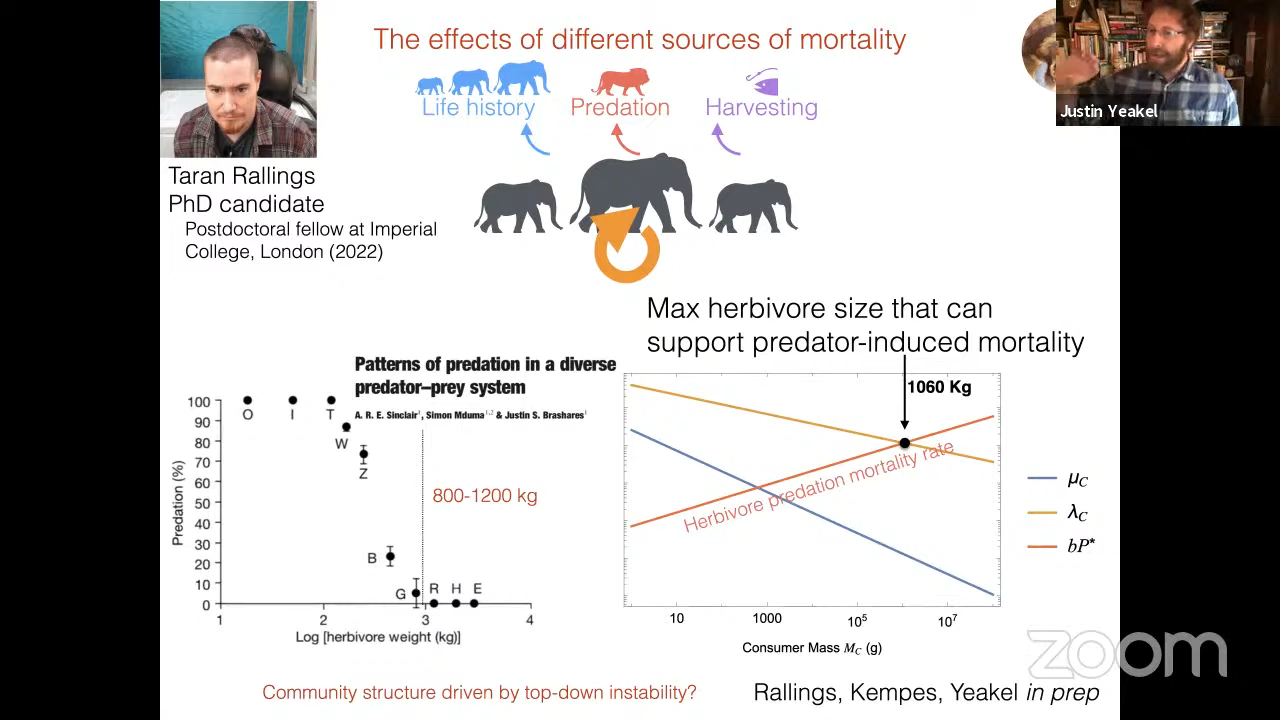 The effects of different sources of mortality
Life history
Predation
Harvesting
Justin Yeakel
Taran Rallings
PhD candidate
Postdoctoral fellow at Imperial
College, London (2022)
Max herbivore size that can
support predator-induced mortality
1060 Kg
Herbivore predation mortality rate
μC
λC
bP*
10
1000
10⁵
10⁷
Consumer Mass MC (g)
Patterns of predation in a diverse
predator–prey system
A. R. E. Sinclair¹, Simon Mduma¹,² & Justin S. Brashares¹
800-1200 kg
Predation (%)
100
90
80
70
60
50
40
30
20
10
0
O I T
W
Z
B
G R H E
1 2 3 4
Log [herbivore weight (kg)]
Community structure driven by top-down instability?
Rallings, Kempes, Yeakel in prep
zoom